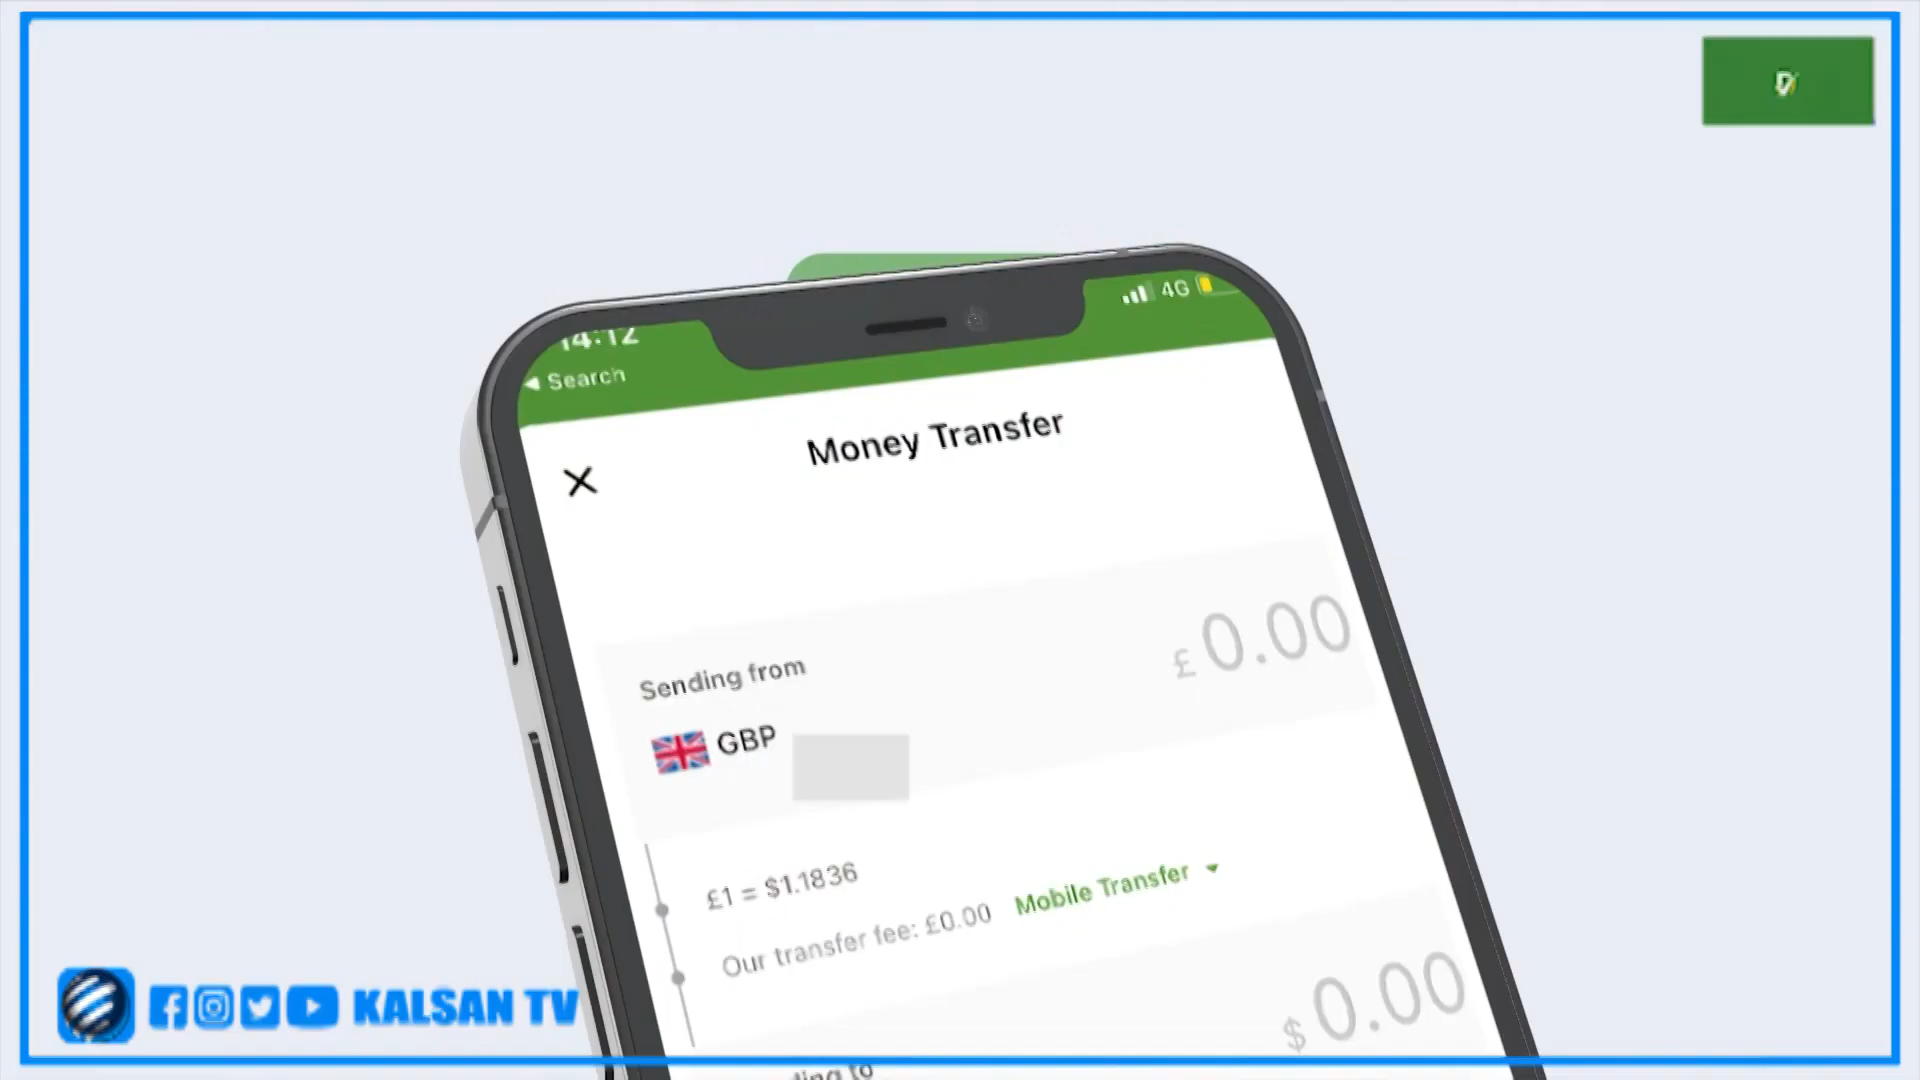 14:12
4G
Search
Money Transfer
£0.00
Sending from
GBP
£1 = $1.1836
Our transfer fee: £0.00 Mobile Transfer
$0.00
KALSAN TV